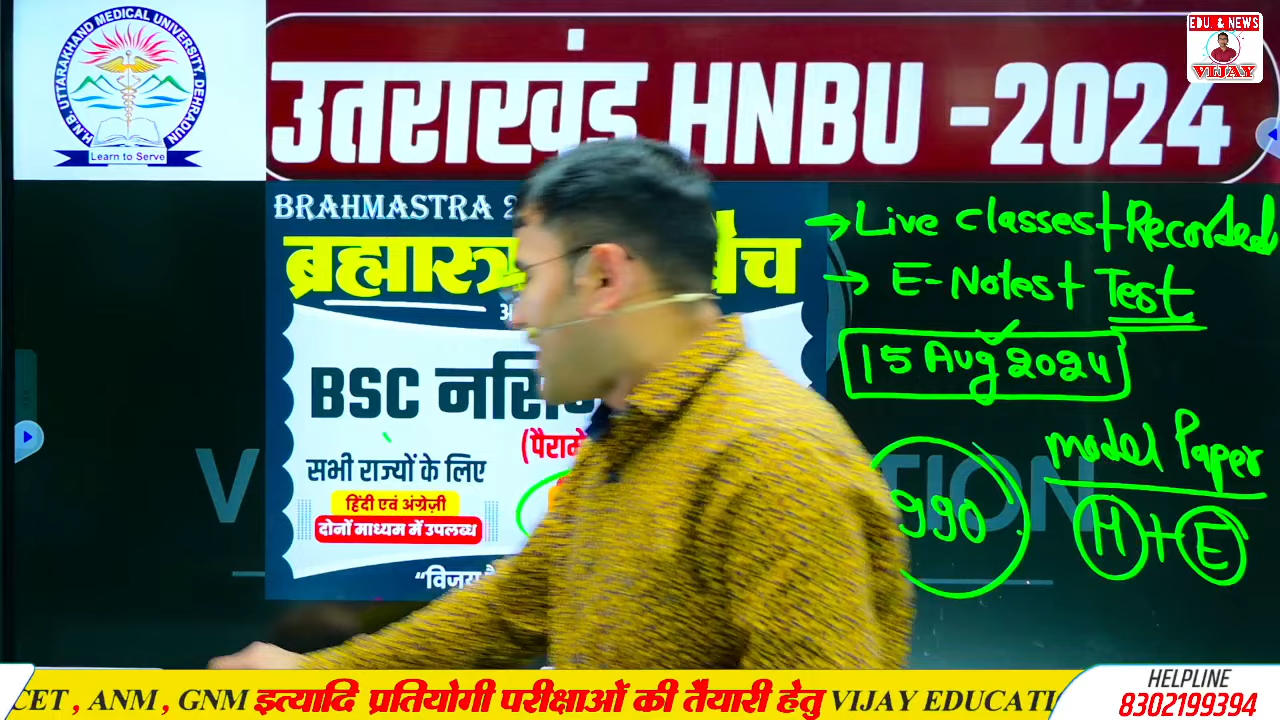 H.N.B. UTTARAKHAND MEDICAL UNIVERSITY, DEHRADUN
Learn to Serve
उतराखंड HNBU -2024
EDU. & NEWS
VIJAY
BRAHMASTRA
ब्रह्मास्त्र
BSC
सभी राज्यों के लिए
हिंदी एवं अंग्रेज़ी
दोनों माध्यम में उपलब्ध
→ Live classes + Recorded
→ E-Notes + Test
15 Aug 2024
990
Model Paper
H + E
CET , ANM , GNM इत्यादि प्रतियोगी परीक्षाओं की तैयारी हेतु VIJAY EDUCATI
HELPLINE
8302199394